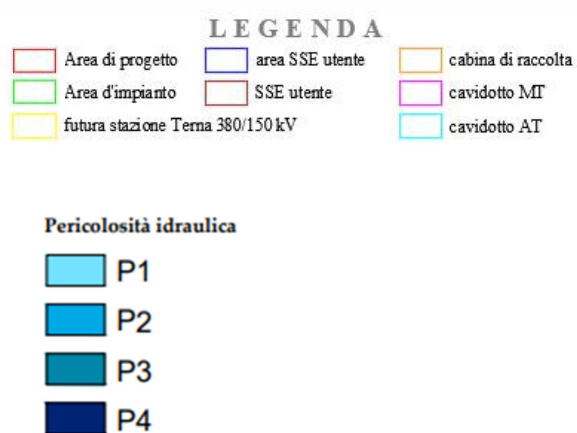 LEGENDA
Area di progetto area SSE utente cabina di raccolta
Area d'impianto SSE utente cavidotto MT
futura stazione Terna 380/150 kV cavidotto AT
Pericolosità idraulica
P1
P2
P3
P4